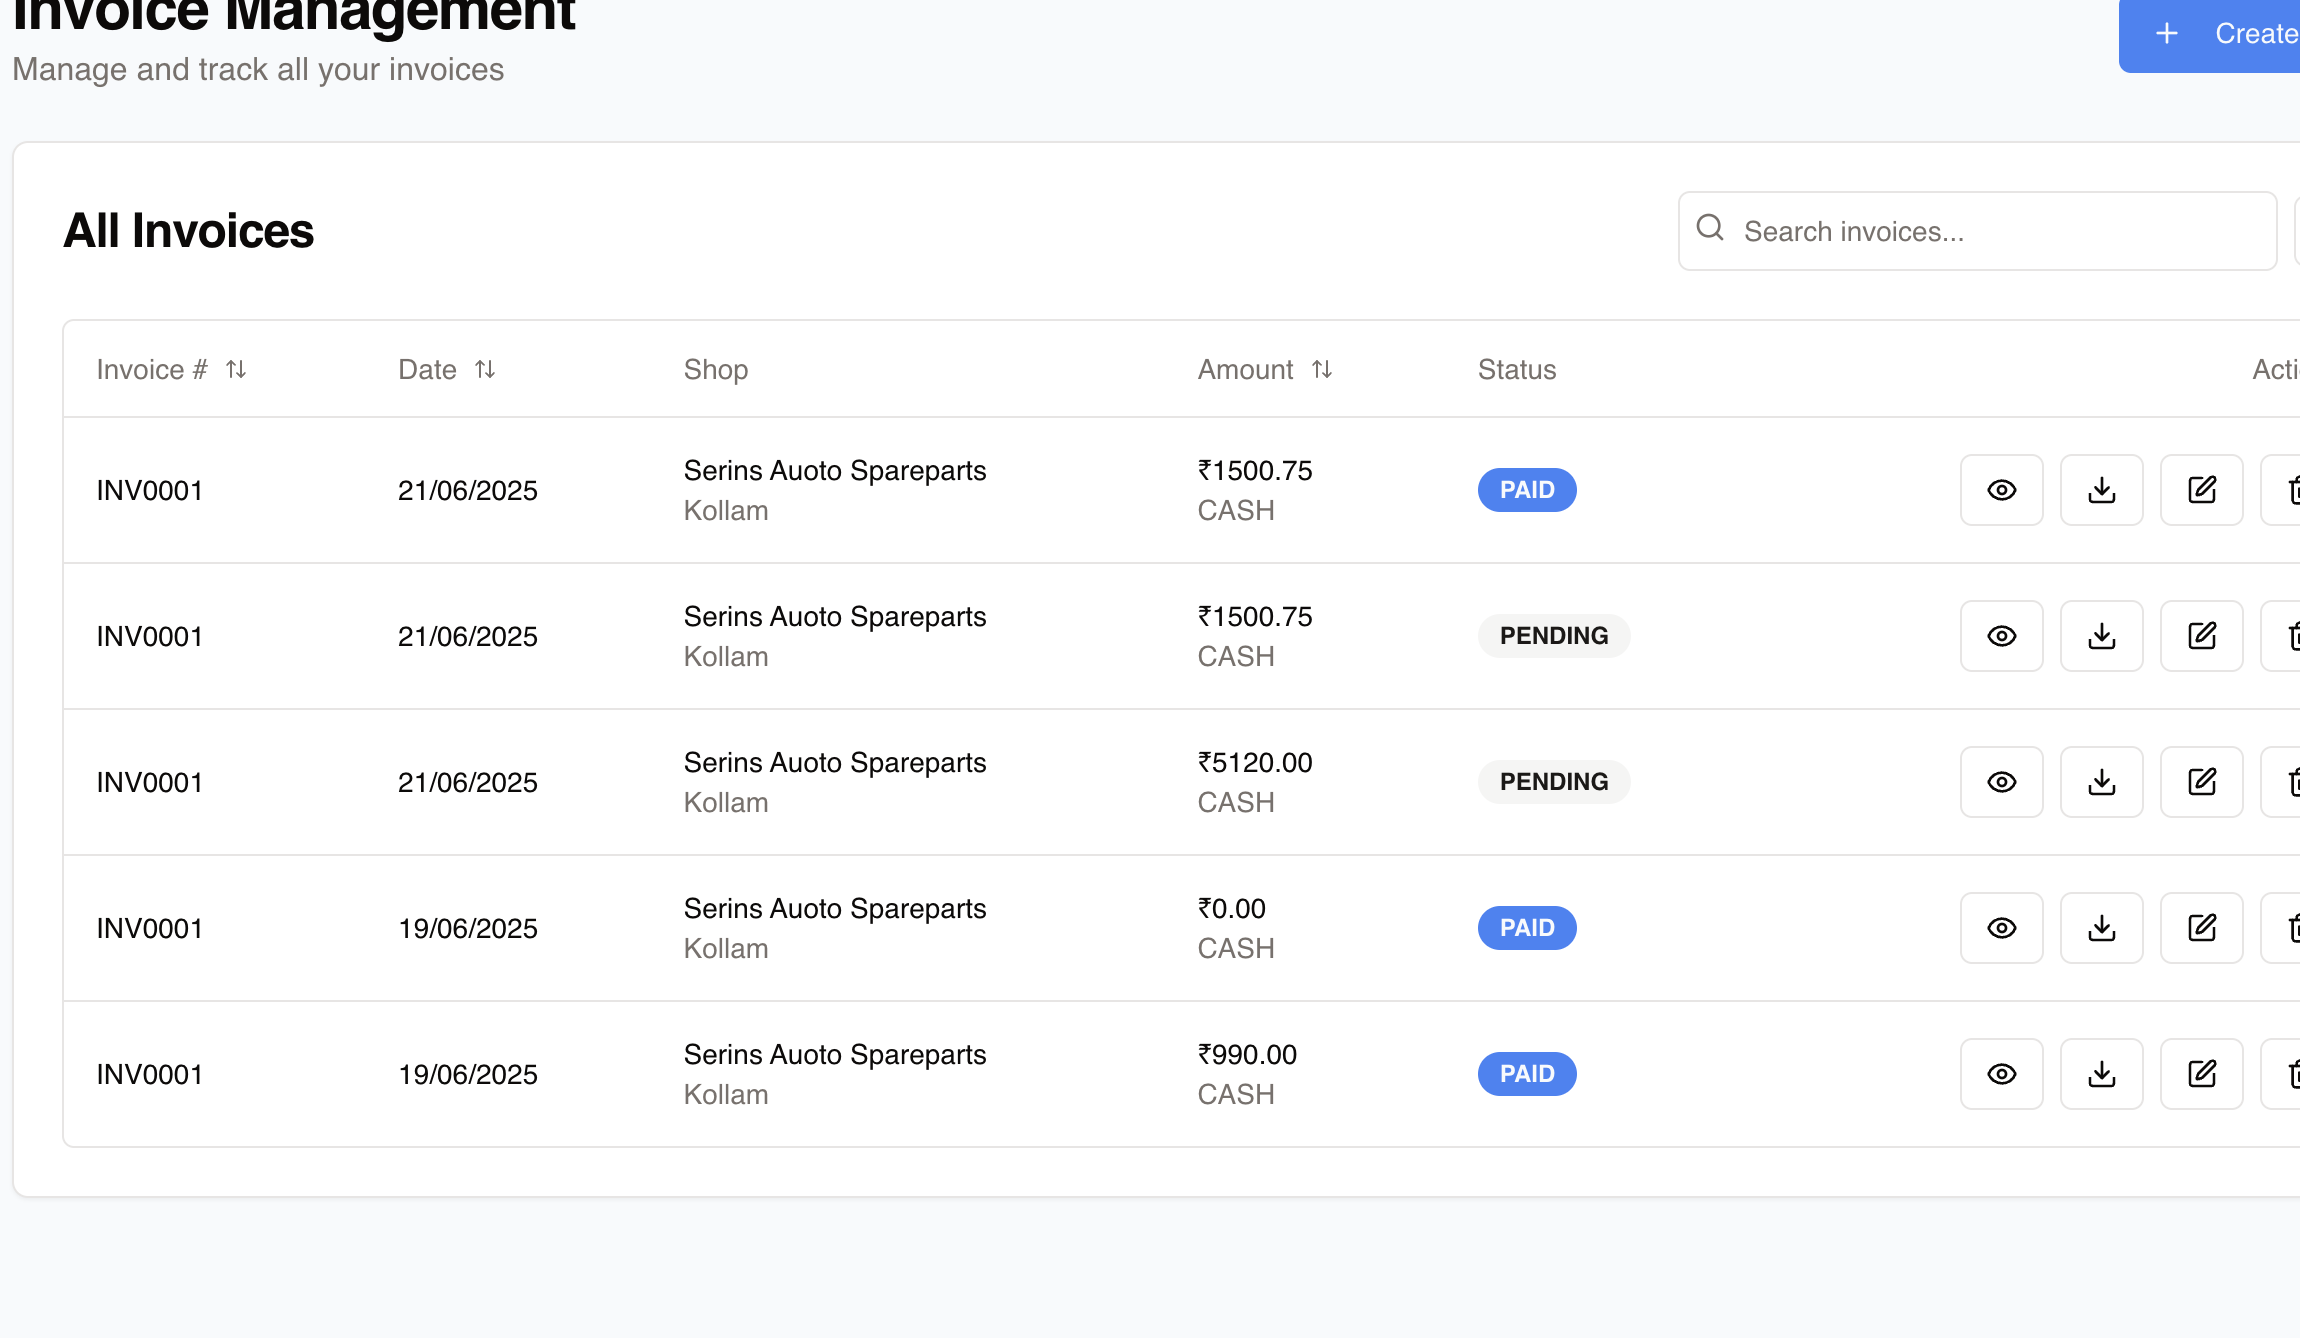 Invoice Management
Manage and track all your invoices
+ Create
All Invoices
Search invoices...
Invoice # Date Shop Amount Status
INV0001 21/06/2025 Serins Auoto Spareparts ₹1500.75 PAID
Kollam CASH
INV0001 21/06/2025 Serins Auoto Spareparts ₹1500.75 PENDING
Kollam CASH
INV0001 21/06/2025 Serins Auoto Spareparts ₹5120.00 PENDING
Kollam CASH
INV0001 19/06/2025 Serins Auoto Spareparts ₹0.00 PAID
Kollam CASH
INV0001 19/06/2025 Serins Auoto Spareparts ₹990.00 PAID
Kollam CASH